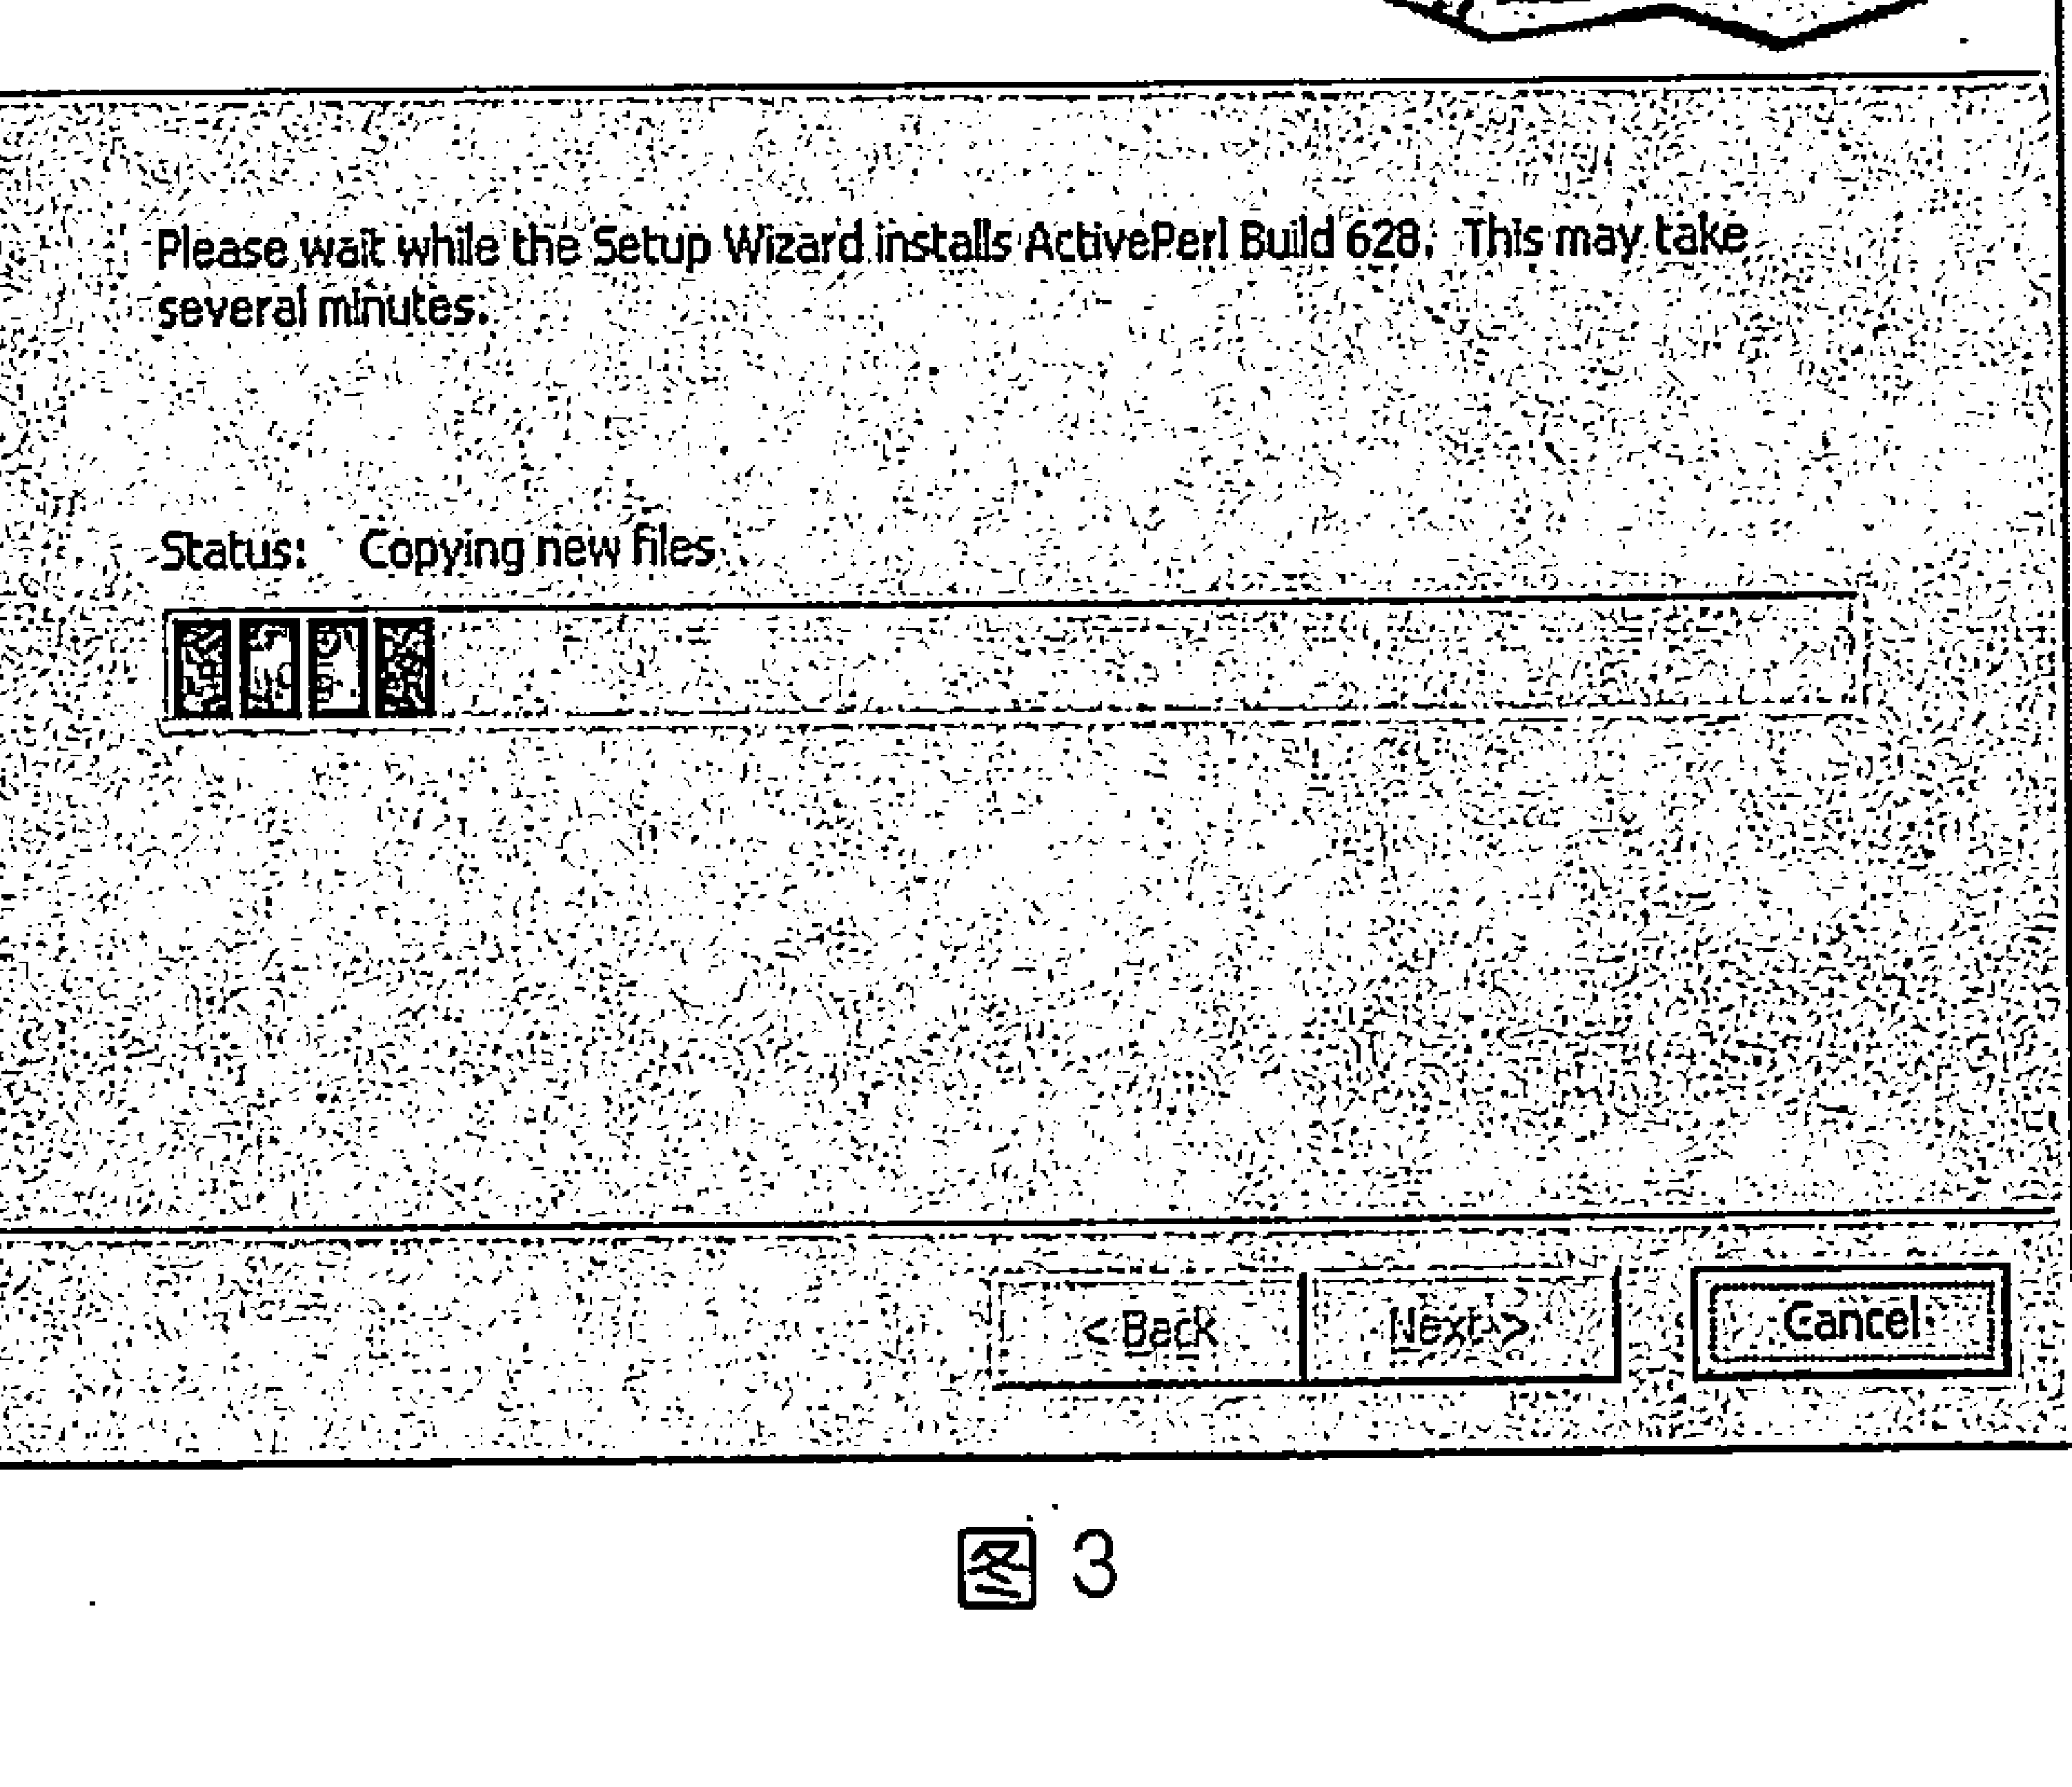 Please wait while the Setup Wizard installs ActivePerl Build 628. This may take
several minutes.
Status: Copying new files
< Back Next > Cancel
图 3